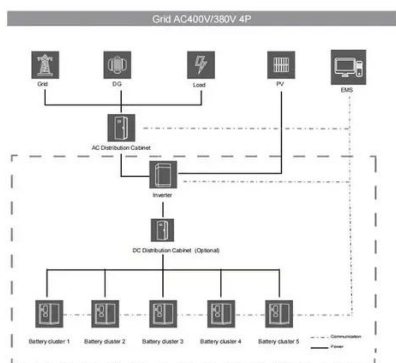 Grid AC400V/380V 4P
Grid
DG
Load
PV
EMS
AC Distribution Cabinet
Inverter
DC Distribution Cabinet (Optional)
Battery cluster 1
Battery cluster 2
Battery cluster 3
Battery cluster 4
Battery cluster 5
Communication
Power